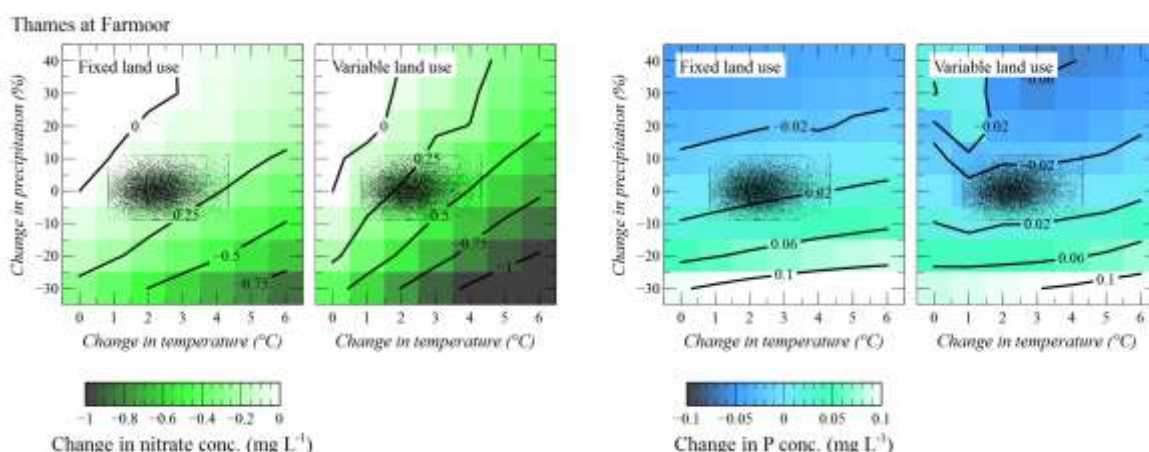 Thames at Farmoor
Change in precipitation (%)
40
30
20
10
0
−10
−20
−30
Fixed land use
0
0.25
−0.5
−0.75
0 1 2 3 4 5 6
Change in temperature (°C)
Variable land use
0
0.25
0.5
−0.75
−1
0 1 2 3 4 5 6
Change in temperature (°C)
−1 −0.8 −0.6 −0.4 −0.2 0
Change in nitrate conc. (mg L⁻¹)
Change in precipitation (%)
40
30
20
10
0
−10
−20
−30
Fixed land use
−0.02
0.02
0.06
0.1
0 1 2 3 4 5 6
Change in temperature (°C)
Variable land use
−0.02
−0.02
0.02
0.06
0.1
0 1 2 3 4 5 6
Change in temperature (°C)
−0.1 −0.05 0 0.05 0.1
Change in P conc. (mg L⁻¹)